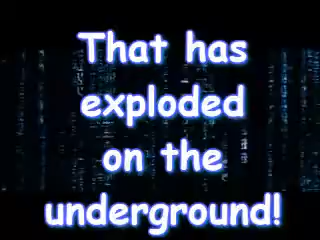 That has
exploded
on the
underground!